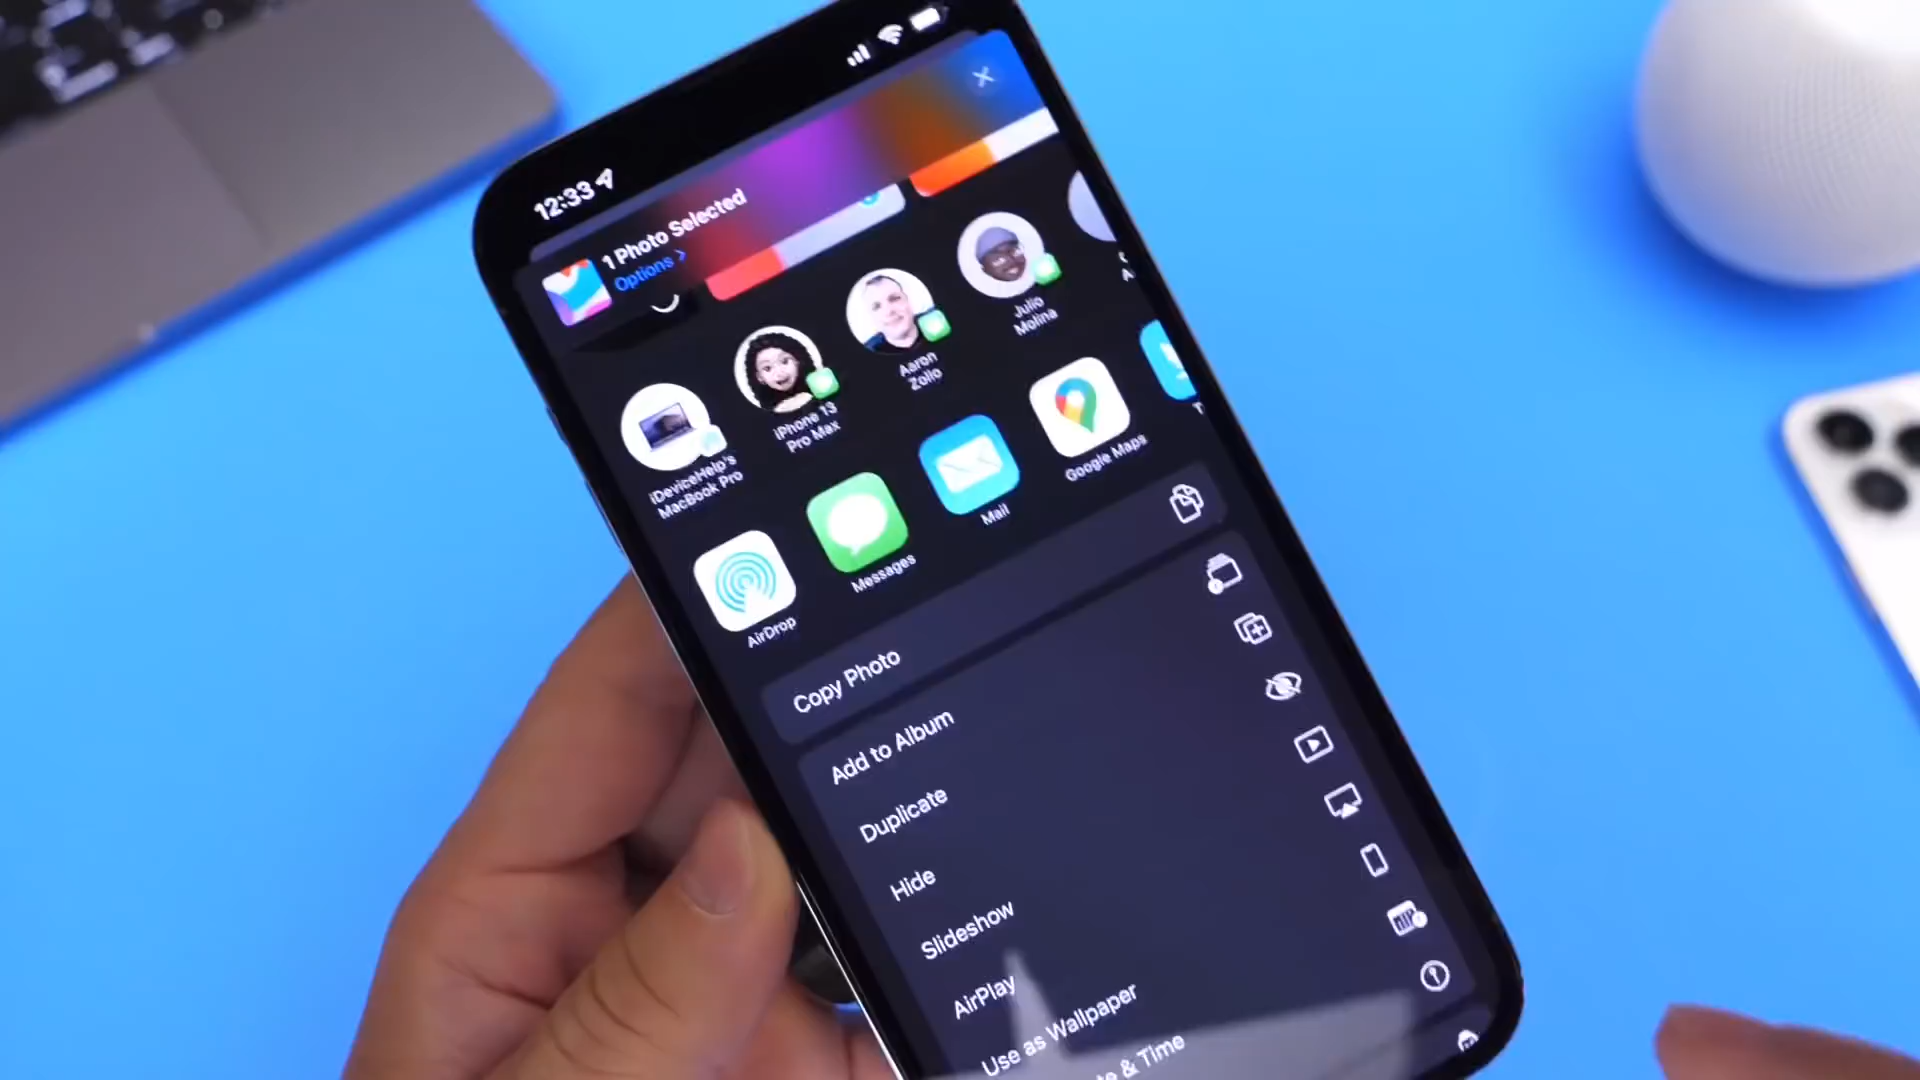 12:33
1 Photo Selected
Options >
iDeviceHelp's
MacBook Pro
iPhone 13
Pro Max
Aaron
Zollo
Julio
Molina
AirDrop
Messages
Mail
Google Maps
Copy Photo
Add to Album
Duplicate
Hide
Slideshow
AirPlay
Use as Wallpaper
& Time